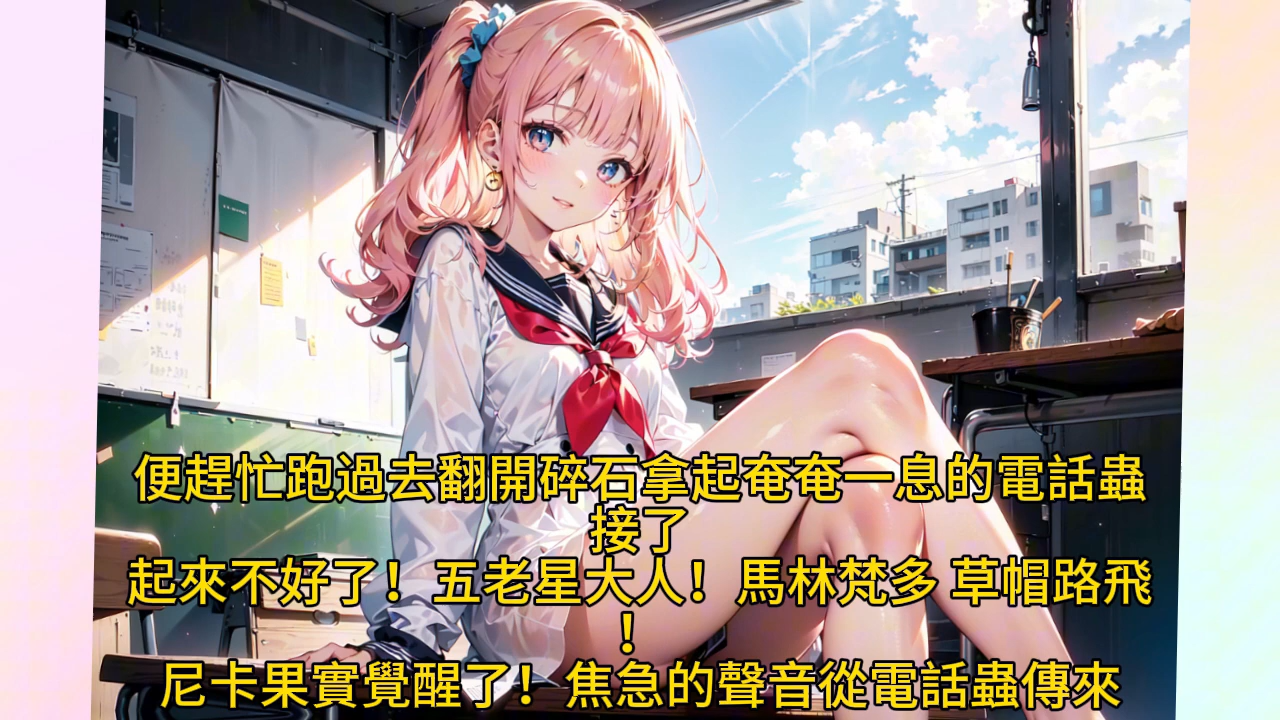 便趕忙跑過去翻開碎石拿起奄奄一息的電話蟲
接了
起來不好了！五老星大人！馬林梵多 草帽路飛
！
尼卡果實覺醒了！焦急的聲音從電話蟲傳來